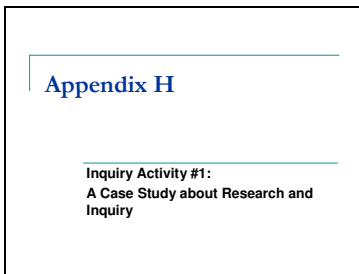 Appendix H
Inquiry Activity #1:
A Case Study about Research and
Inquiry